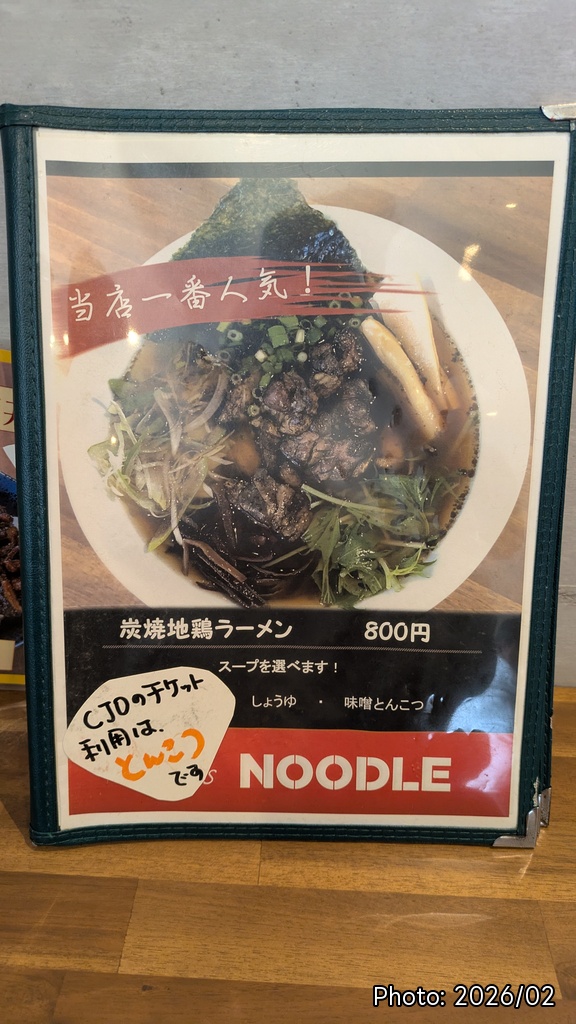 当店一番人気！
炭焼地鶏ラーメン 800円
スープを選べます！
しょうゆ ・ 味噌とんこつ
CJOのチケット
利用は、
とんこつ
です
NOODLE
Photo: 2026/02